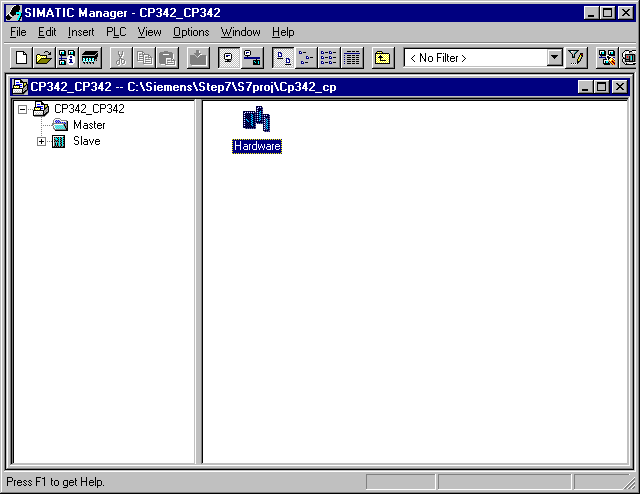 SIMATIC Manager - CP342_CP342
File Edit Insert PLC View Options Window Help
< No Filter>
CP342_CP342 -- C:\Siemens\Step7\S7proj\Cp342_cp
CP342_CP342
Master
Slave
Hardware
Press F1 to get Help.